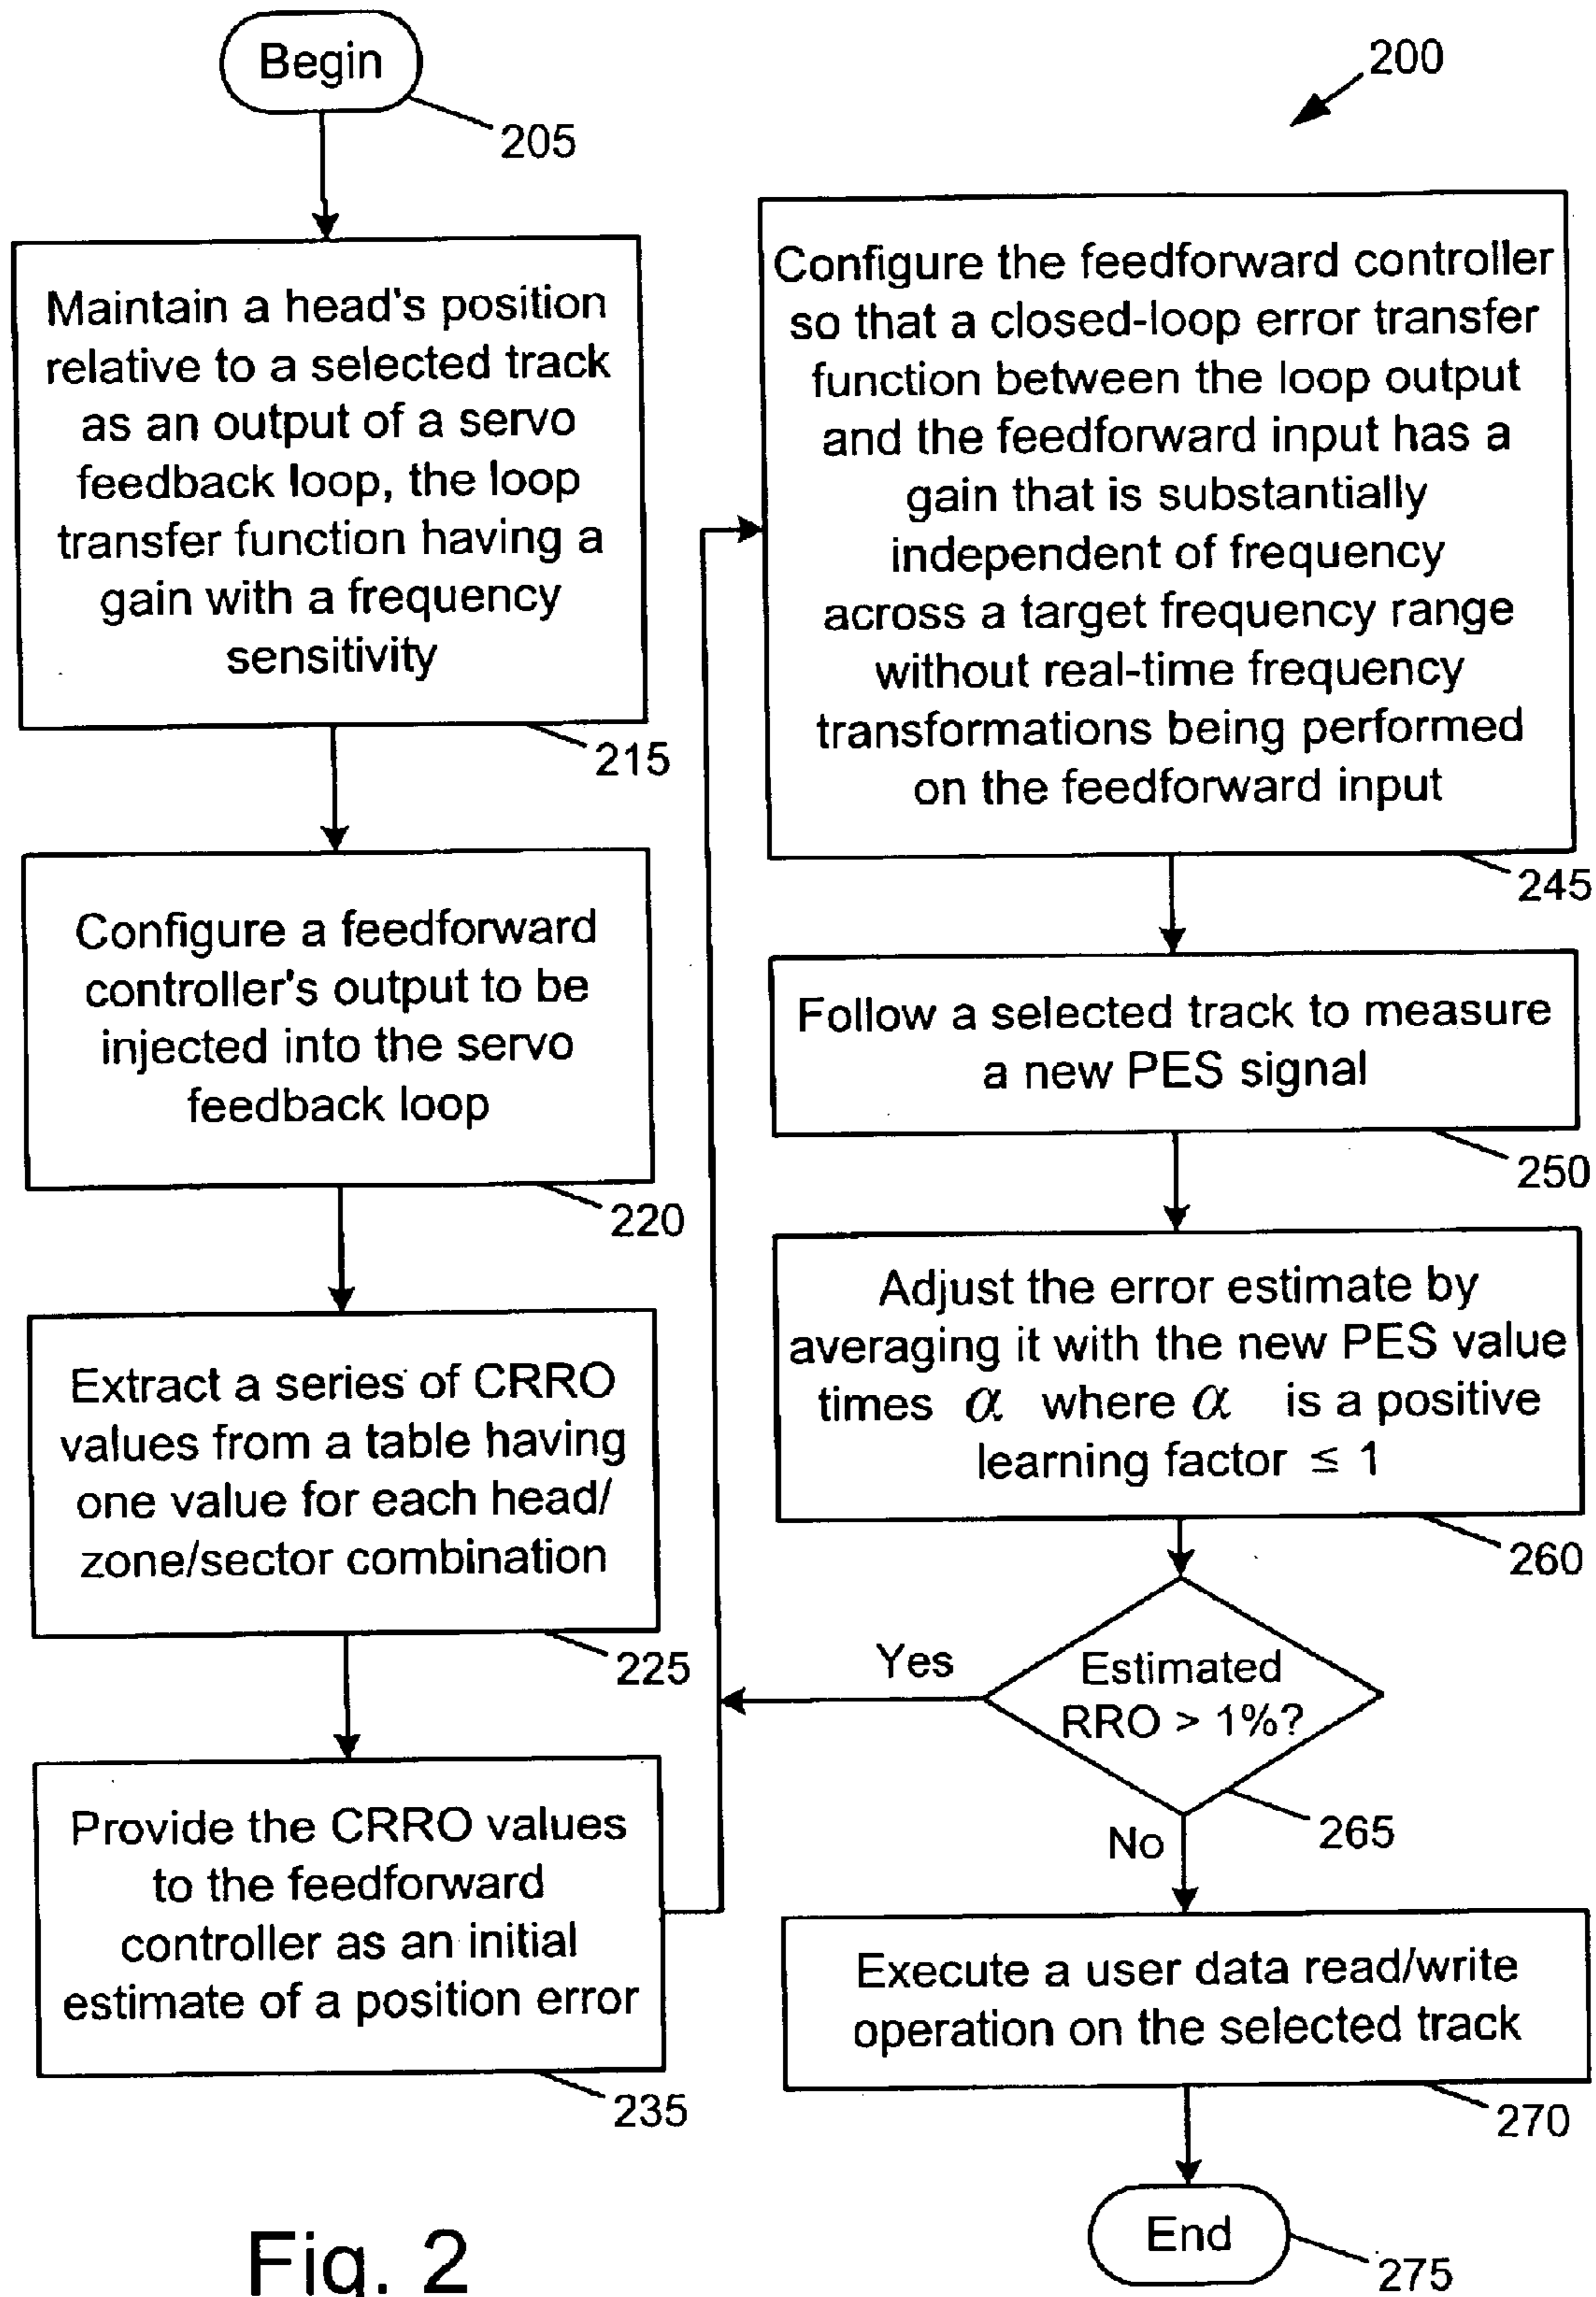 Begin
205
Maintain a head's position
relative to a selected track
as an output of a servo
feedback loop, the loop
transfer function having a
gain with a frequency
sensitivity
215
Configure a feedforward
controller's output to be
injected into the servo
feedback loop
220
Extract a series of CRRO
values from a table having
one value for each head/
zone/sector combination
225
Provide the CRRO values
to the feedforward
controller as an initial
estimate of a position error
235
200
Configure the feedforward controller
so that a closed-loop error transfer
function between the loop output
and the feedforward input has a
gain that is substantially
independent of frequency
across a target frequency range
without real-time frequency
transformations being performed
on the feedforward input
245
Follow a selected track to measure
a new PES signal
250
Adjust the error estimate by
averaging it with the new PES value
times α where α is a positive
learning factor ≤ 1
260
Yes
Estimated
RRO > 1%?
265
No
Execute a user data read/write
operation on the selected track
270
End
275
Fig. 2